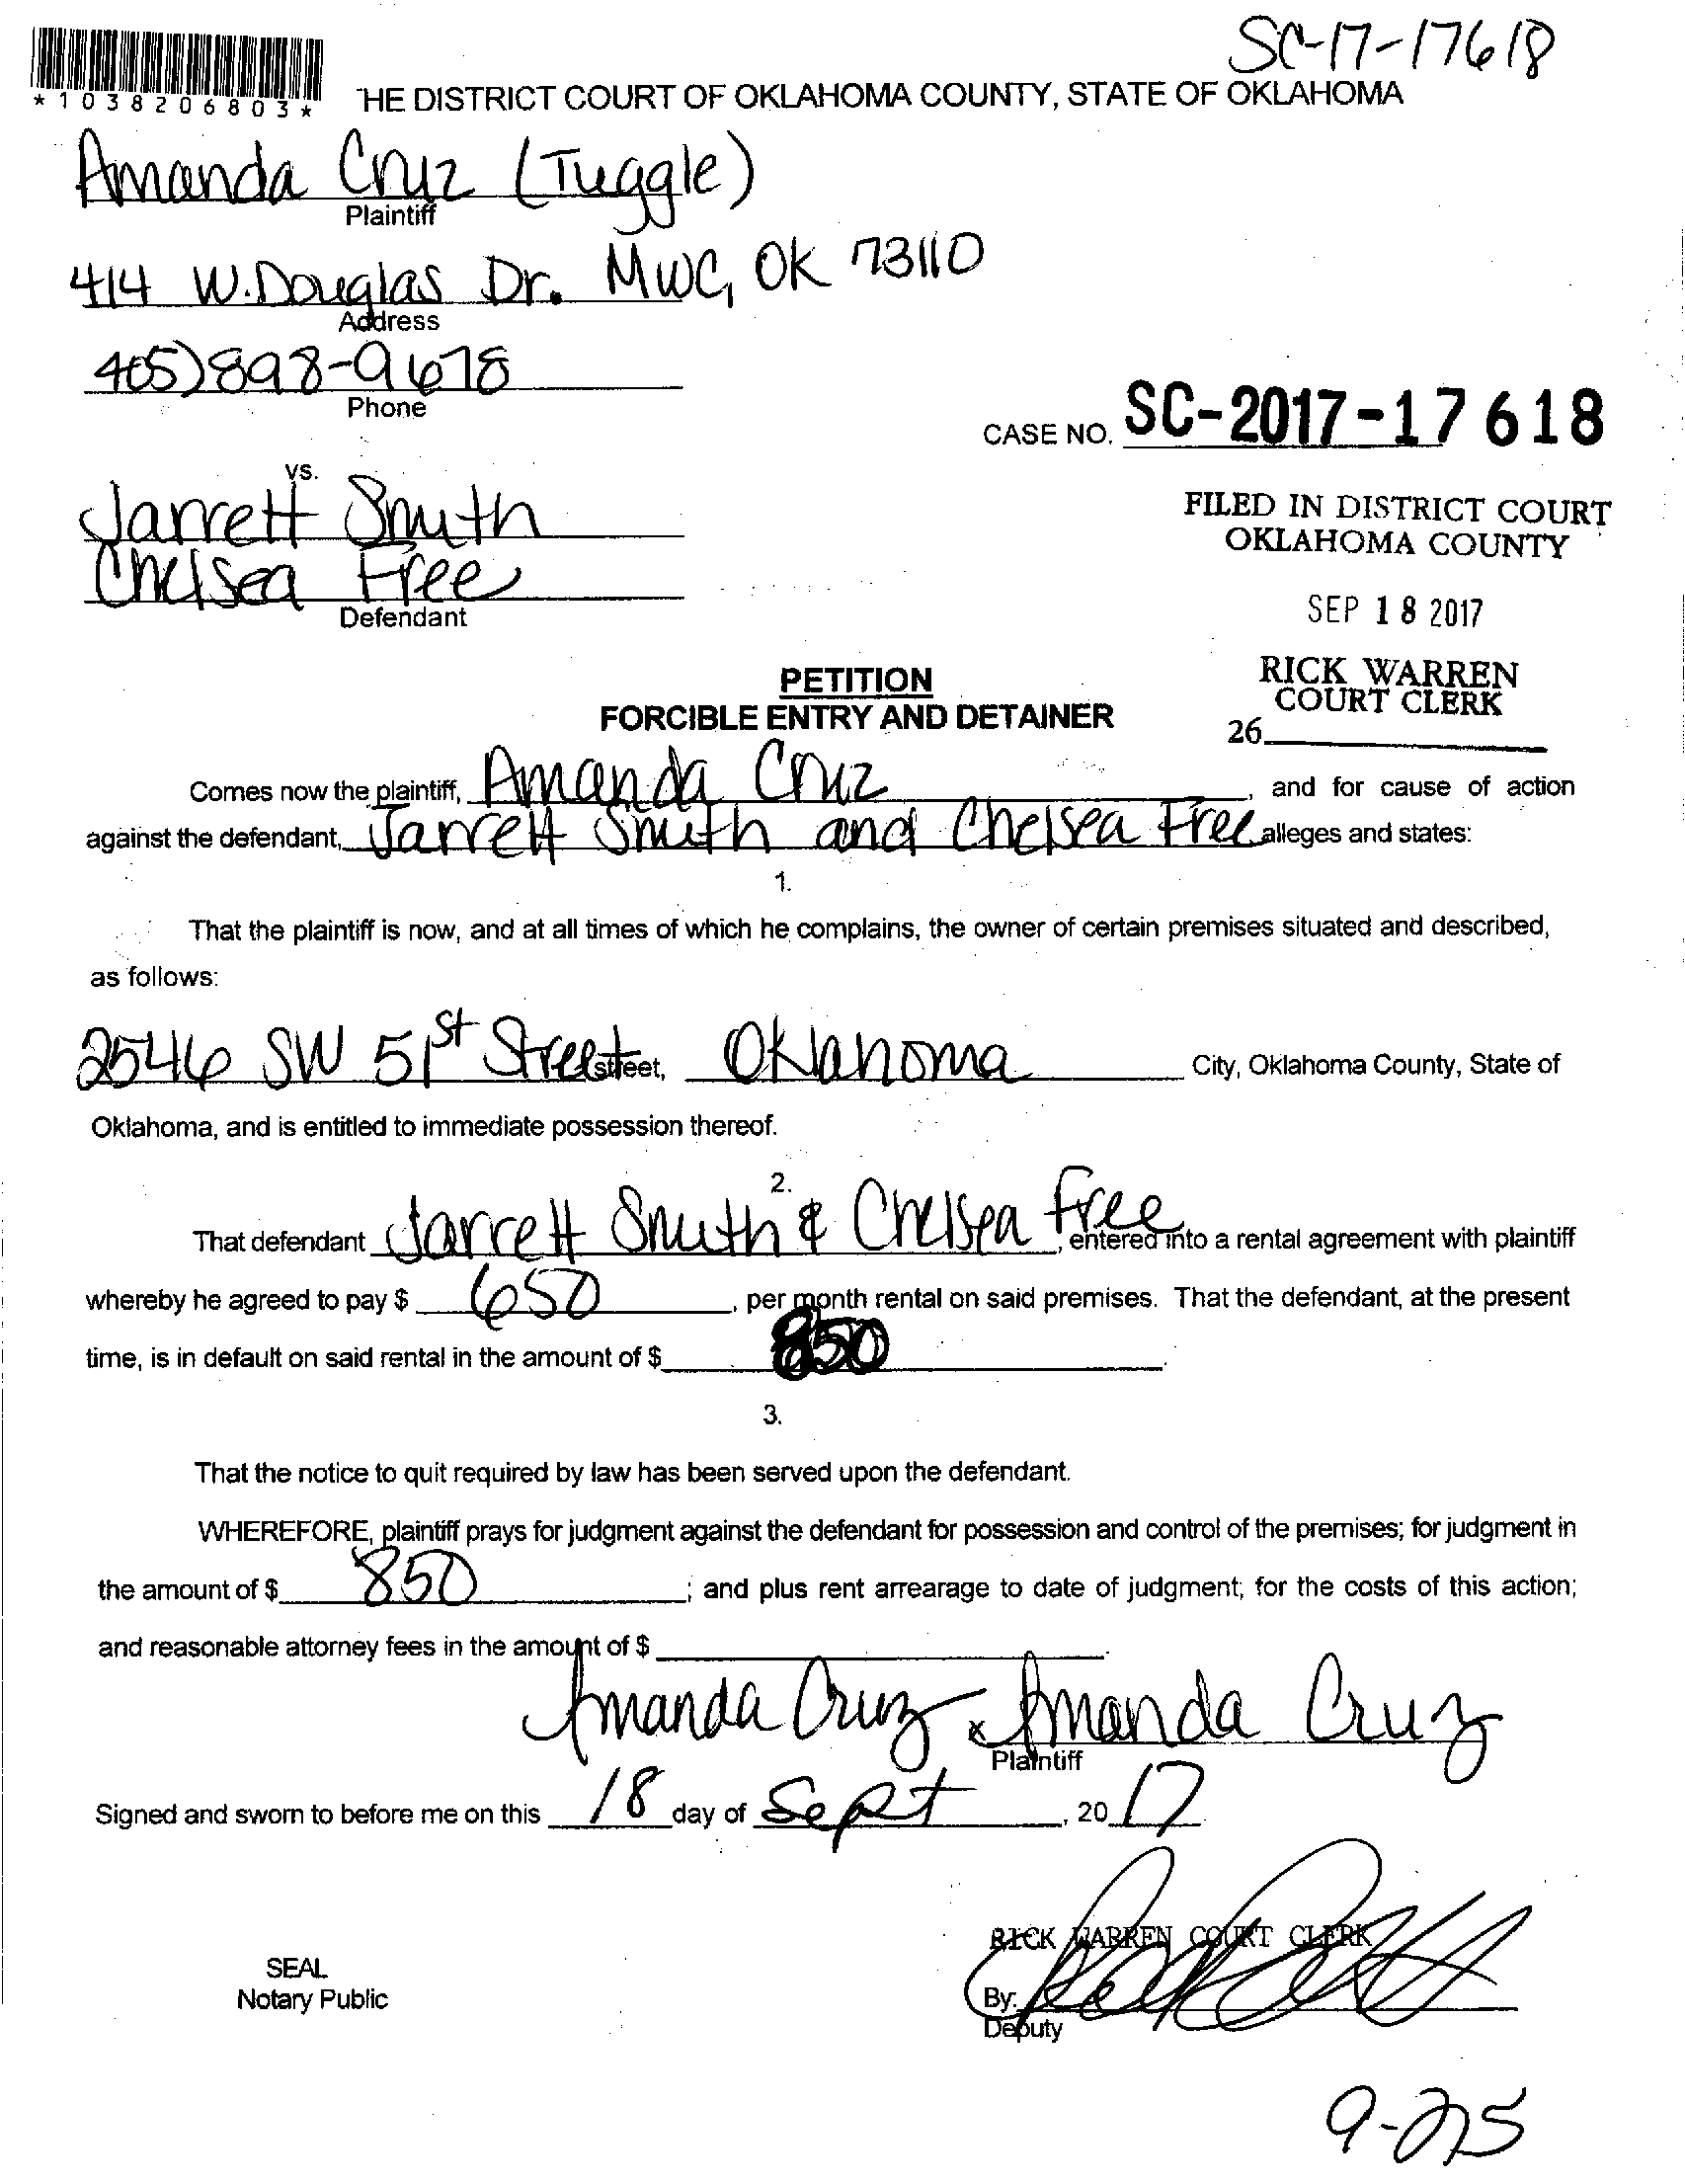 SC-17-17618
*1038206803*
THE DISTRICT COURT OF OKLAHOMA COUNTY, STATE OF OKLAHOMA
Amanda Cruz (Tuggle)
Plaintiff
414 W. Douglas Dr. MWC, OK 73110
Address
405) 898-9678
Phone
CASE NO. SC-2017-17618
vs.
Jarrett Smith
Chelsea Free
Defendant
FILED IN DISTRICT COURT
OKLAHOMA COUNTY
SEP 18 2017
RICK WARREN
COURT CLERK
26
PETITION
FORCIBLE ENTRY AND DETAINER
Comes now the plaintiff, Amanda Cruz, and for cause of action
against the defendant, Jarrett Smith and Chelsea Free alleges and states:
1.
That the plaintiff is now, and at all times of which he complains, the owner of certain premises situated and described,
as follows:
2546 SW 51st Street street, Oklahoma City, Oklahoma County, State of
Oklahoma, and is entitled to immediate possession thereof.
2.
That defendant Jarrett Smith & Chelsea Free, entered into a rental agreement with plaintiff
whereby he agreed to pay $ 650, per month rental on said premises. That the defendant, at the present
time, is in default on said rental in the amount of $ 850.
3.
That the notice to quit required by law has been served upon the defendant.
WHEREFORE, plaintiff prays for judgment against the defendant for possession and control of the premises; for judgment in
the amount of $ 850; and plus rent arrearage to date of judgment; for the costs of this action;
and reasonable attorney fees in the amount of $.
Amanda Cruz x Amanda Cruz
Plaintiff
Signed and sworn to before me on this 18 day of Sept, 2017
RICK WARREN COURT CLERK
SEAL
Notary Public
By:
Deputy
9-25